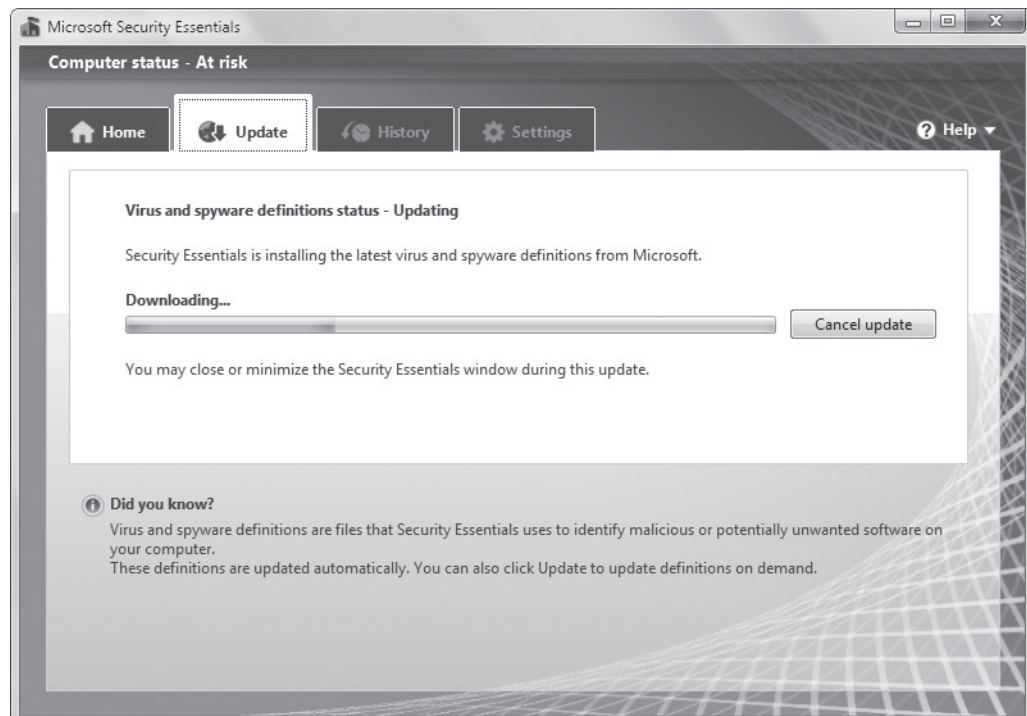 Microsoft Security Essentials
Computer status - At risk
Home
Update
History
Settings
Help
Virus and spyware definitions status - Updating
Security Essentials is installing the latest virus and spyware definitions from Microsoft.
Downloading...
Cancel update
You may close or minimize the Security Essentials window during this update.
Did you know?
Virus and spyware definitions are files that Security Essentials uses to identify malicious or potentially unwanted software on
your computer.
These definitions are updated automatically. You can also click Update to update definitions on demand.